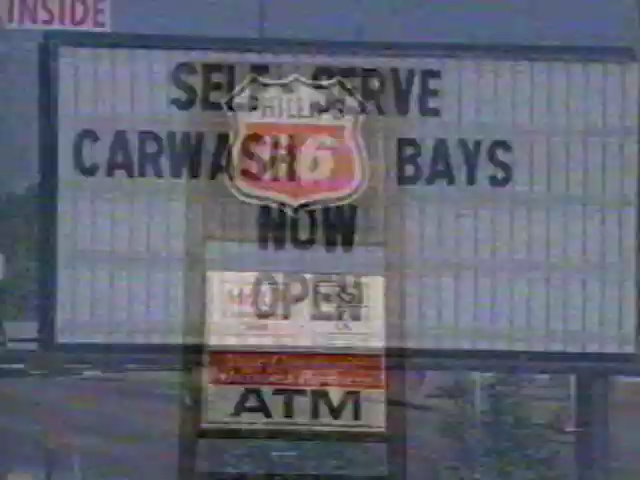 INSIDE
SELF SERVE
PHILLIPS
66
CARWASH BAYS
NOW
OPEN
ATM